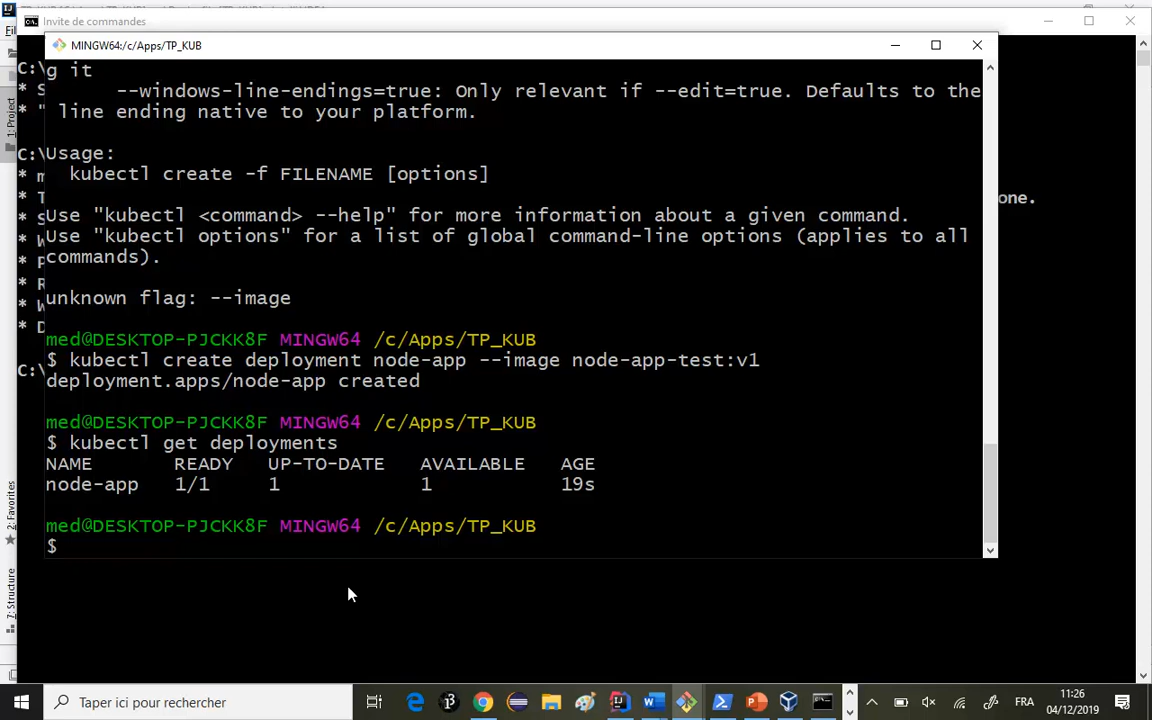 Invite de commandes
MINGW64:/c/Apps/TP_KUB
C:\
g it
* S
--windows-line-endings=true: Only relevant if --edit=true. Defaults to the
* "
line ending native to your platform.
1: Project
C:\
Usage:
* m
kubectl create -f FILENAME [options]
* T
one.
* S
Use "kubectl <command> --help" for more information about a given command.
* W
Use "kubectl options" for a list of global command-line options (applies to all
* P
commands).
* R
* W
unknown flag: --image
* D
med@DESKTOP-PJCKK8F MINGW64 /c/Apps/TP_KUB
$ kubectl create deployment node-app --image node-app-test:v1
C:\
deployment.apps/node-app created
med@DESKTOP-PJCKK8F MINGW64 /c/Apps/TP_KUB
$ kubectl get deployments
NAME READY UP-TO-DATE AVAILABLE AGE
node-app 1/1 1 1 19s
2: Favorites
med@DESKTOP-PJCKK8F MINGW64 /c/Apps/TP_KUB
$
7: Structure
Taper ici pour rechercher
FRA
11:26
04/12/2019